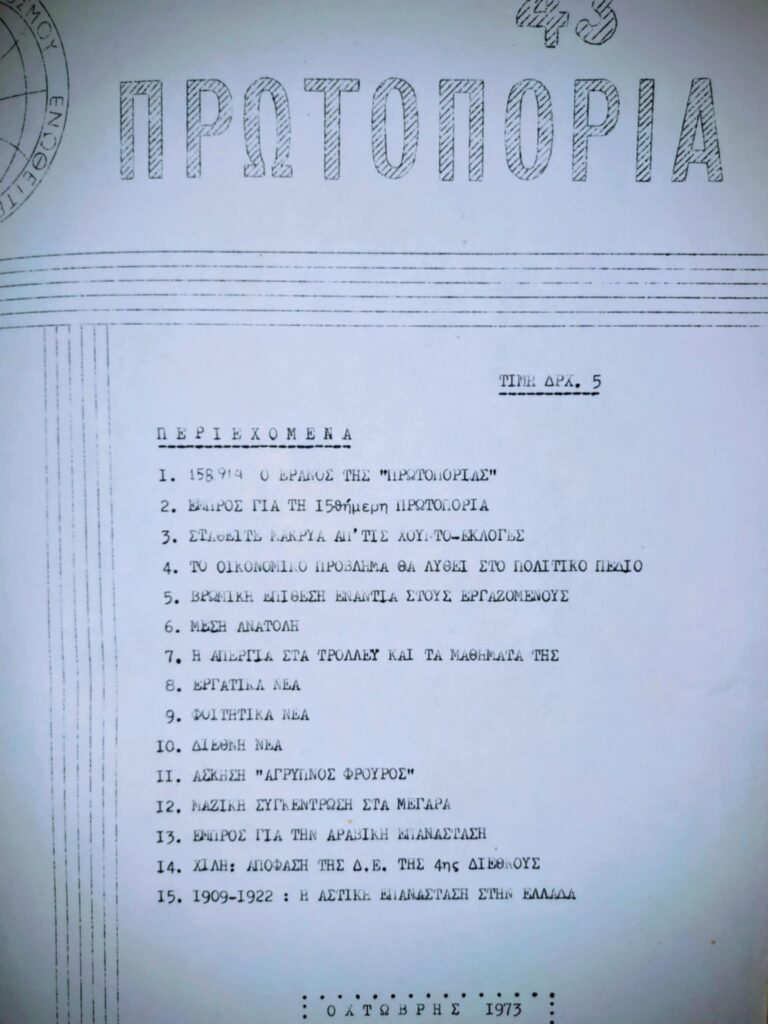 ΕΝΩΘΕΙΤΕ
43
ΠΡΩΤΟΠΟΡΙΑ
ΤΙΜΗ ΔΡΧ. 5
ΠΕΡΙΕΧΟΜΕΝΑ
1. 158.914 Ο ΕΡΑΝΟΣ ΤΗΣ "ΠΡΩΤΟΠΟΡΙΑΣ"
2. ΕΜΠΡΟΣ ΓΙΑ ΤΗ 15θήμερη ΠΡΩΤΟΠΟΡΙΑ
3. ΣΤΑΘΕΙΤΕ ΜΑΚΡΥΑ ΑΠ'ΤΙΣ ΧΟΥΝΤΟ-ΕΚΛΟΓΕΣ
4. ΤΟ ΟΙΚΟΝΟΜΙΚΟ ΠΡΟΒΛΗΜΑ ΘΑ ΛΥΘΕΙ ΣΤΟ ΠΟΛΙΤΙΚΟ ΠΕΔΙΟ
5. ΒΡΩΜΙΚΗ ΕΠΙΘΕΣΗ ΕΝΑΝΤΙΑ ΣΤΟΥΣ ΕΡΓΑΖΟΜΕΝΟΥΣ
6. ΜΕΣΗ ΑΝΑΤΟΛΗ
7. Η ΑΠΕΡΓΙΑ ΣΤΑ ΤΡΟΛΛΕΥ ΚΑΙ ΤΑ ΜΑΘΗΜΑΤΑ ΤΗΣ
8. ΕΡΓΑΤΙΚΑ ΝΕΑ
9. ΦΟΙΤΗΤΙΚΑ ΝΕΑ
10. ΔΙΕΘΝΗ ΝΕΑ
11. ΑΣΚΗΣΗ "ΑΓΡΥΠΝΟΣ ΦΡΟΥΡΟΣ"
12. ΜΑΖΙΚΗ ΣΥΓΚΕΝΤΡΩΣΗ ΣΤΑ ΜΕΓΑΡΑ
13. ΕΜΠΡΟΣ ΓΙΑ ΤΗΝ ΑΡΑΒΙΚΗ ΕΠΑΝΑΣΤΑΣΗ
14. ΧΙΛΗ: ΑΠΟΦΑΣΗ ΤΗΣ Δ.Ε. ΤΗΣ 4ης ΔΙΕΘΝΟΥΣ
15. 1909-1922 : Η ΑΣΤΙΚΗ ΕΠΑΝΑΣΤΑΣΗ ΣΤΗΝ ΕΛΛΑΔΑ
ΟΚΤΩΒΡΗΣ 1973